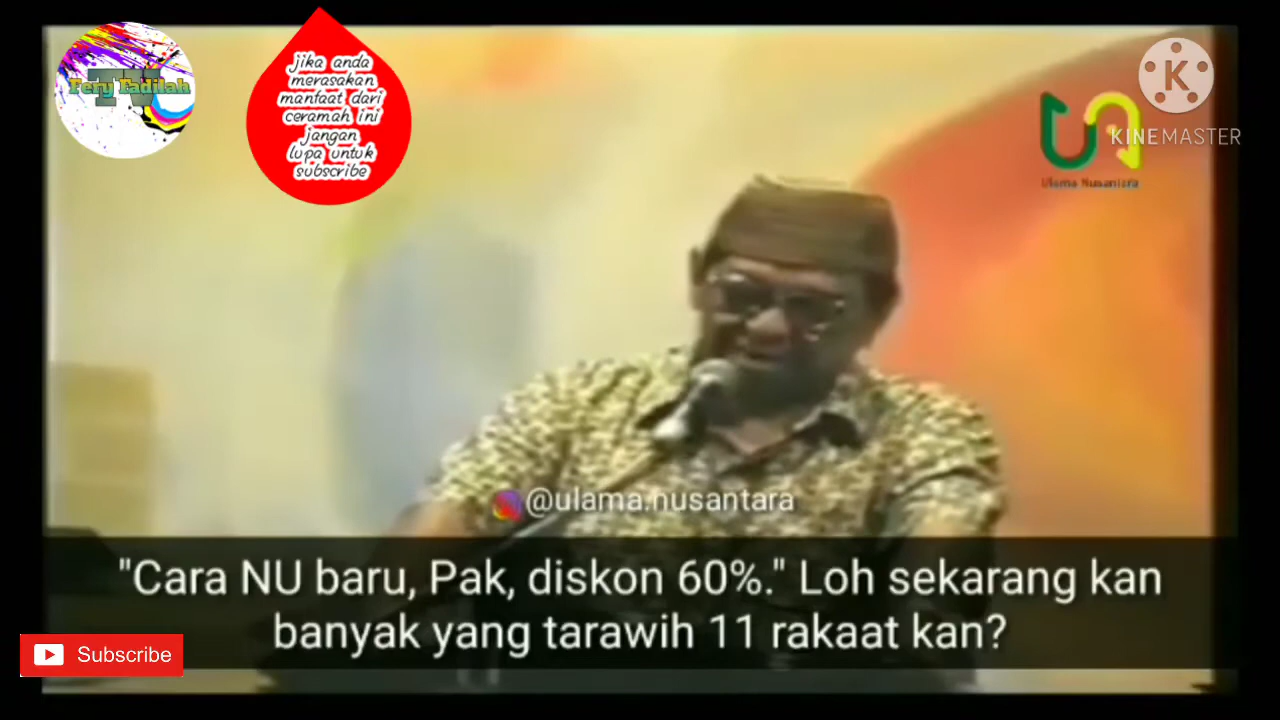 TV
Fery Fadilah
jika anda
merasakan
manfaat dari
ceramah ini
jangan
lupa untuk
subscribe
K
KINEMASTER
Ulama Nusantara
@ulama.nusantara
"Cara NU baru, Pak, diskon 60%." Loh sekarang kan
banyak yang tarawih 11 rakaat kan?
Subscribe